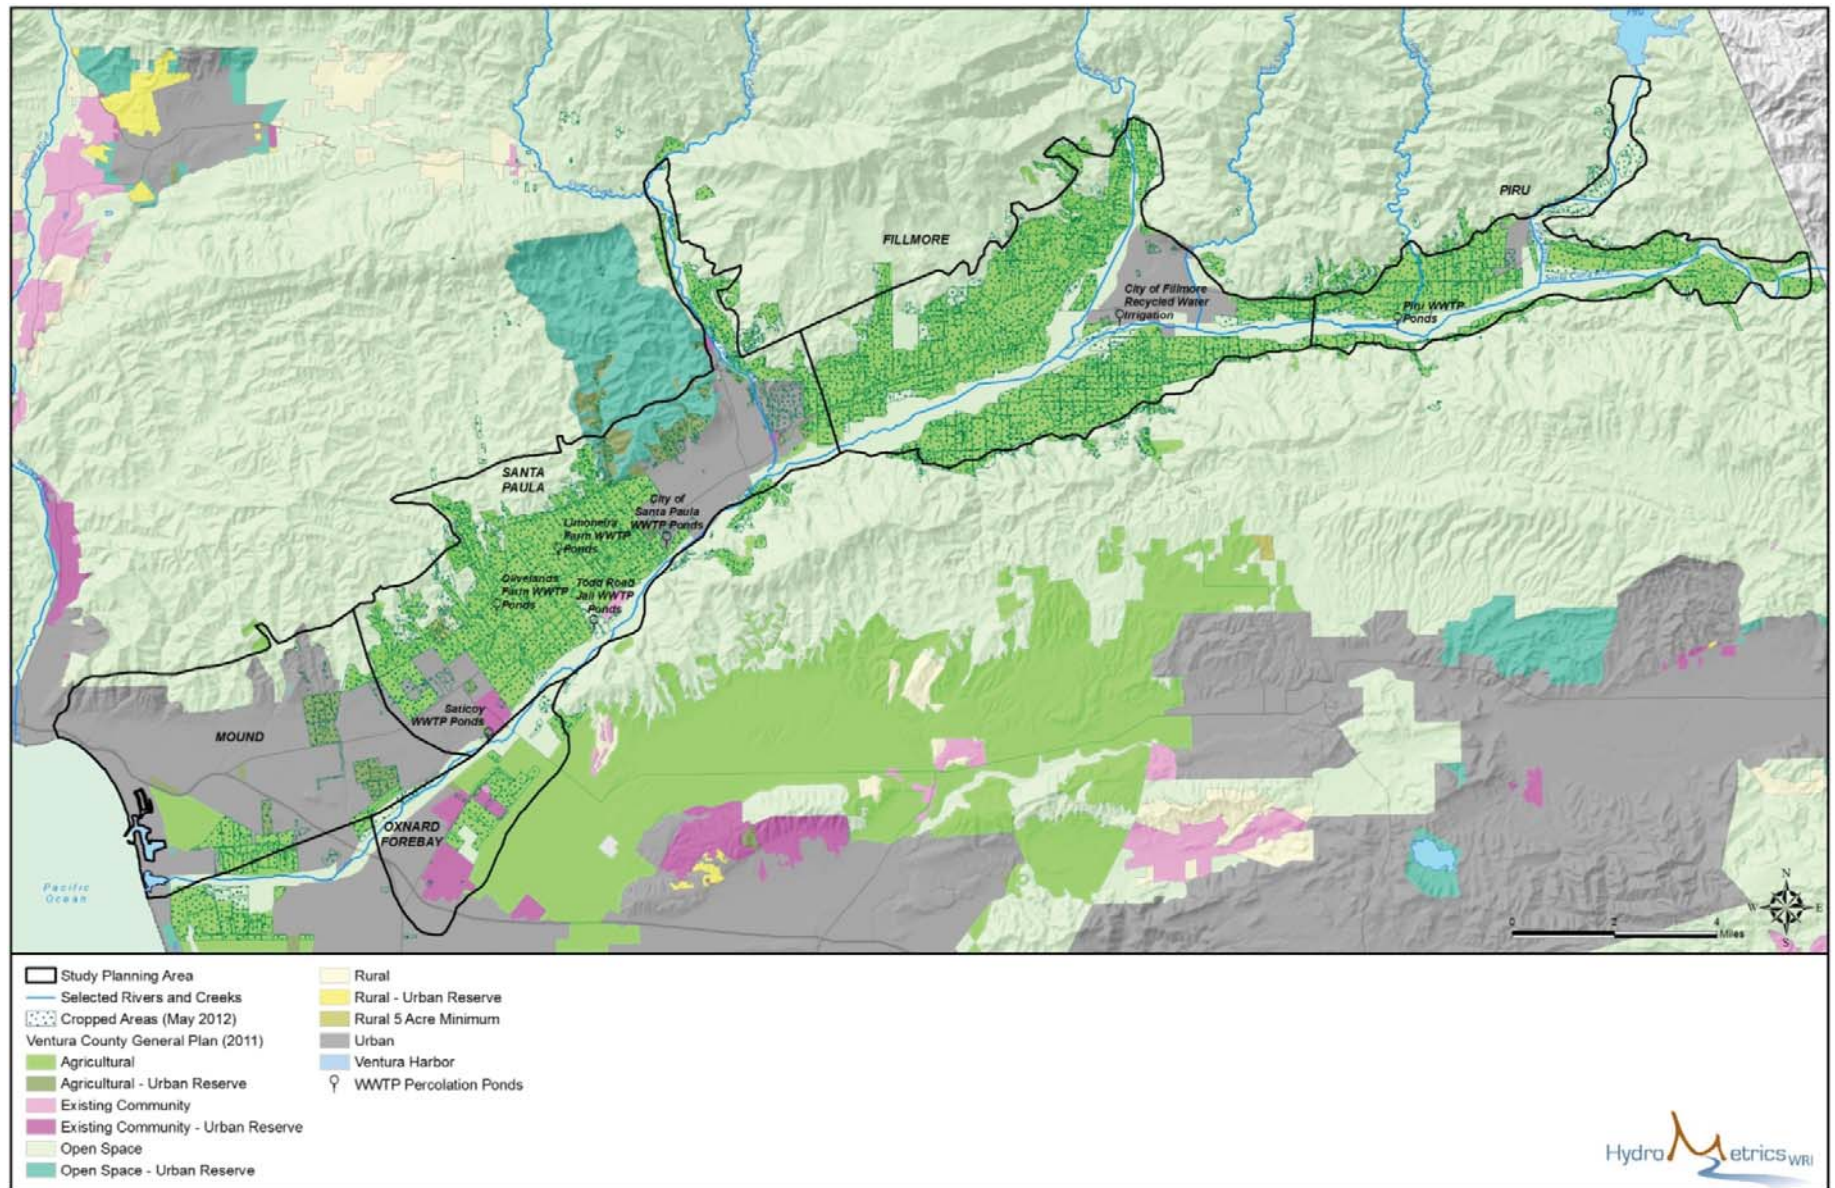 PIRU
FILLMORE
City of Fillmore
Recycled Water
Irrigation
Piru WWTP
Ponds
SANTA
PAULA
City of
Santa Paula
WWTP Ponds
Limoneira
Farm WWTP
Ponds
Olivelands
Farm WWTP
Ponds
Todd Road
Jail WWTP
Ponds
Saticoy
WWTP Ponds
MOUND
OXNARD
FOREBAY
Pacific
Ocean
N
W
E
S
0 2 4
Miles
Study Planning Area
Selected Rivers and Creeks
Cropped Areas (May 2012)
Ventura County General Plan (2011)
Agricultural
Agricultural - Urban Reserve
Existing Community
Existing Community - Urban Reserve
Open Space
Open Space - Urban Reserve
Rural
Rural - Urban Reserve
Rural 5 Acre Minimum
Urban
Ventura Harbor
WWTP Percolation Ponds
HydroMetrics WRI